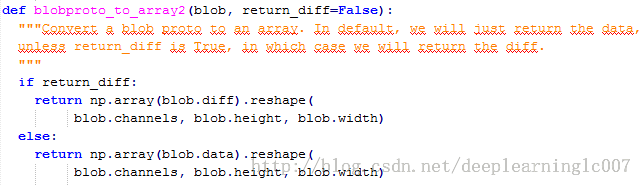 def blobproto_to_array2(blob, return_diff=False):
"""Convert a blob proto to an array. In default, we will just return the data,
unless return_diff is True, in which case we will return the diff.
"""
if return_diff:
return np.array(blob.diff).reshape(
blob.channels, blob.height, blob.width)
else:
return np.array(blob.data).reshape(
blob.channels, blob.height, blob.width)
http://blog.csdn.net/deeplearninglc007